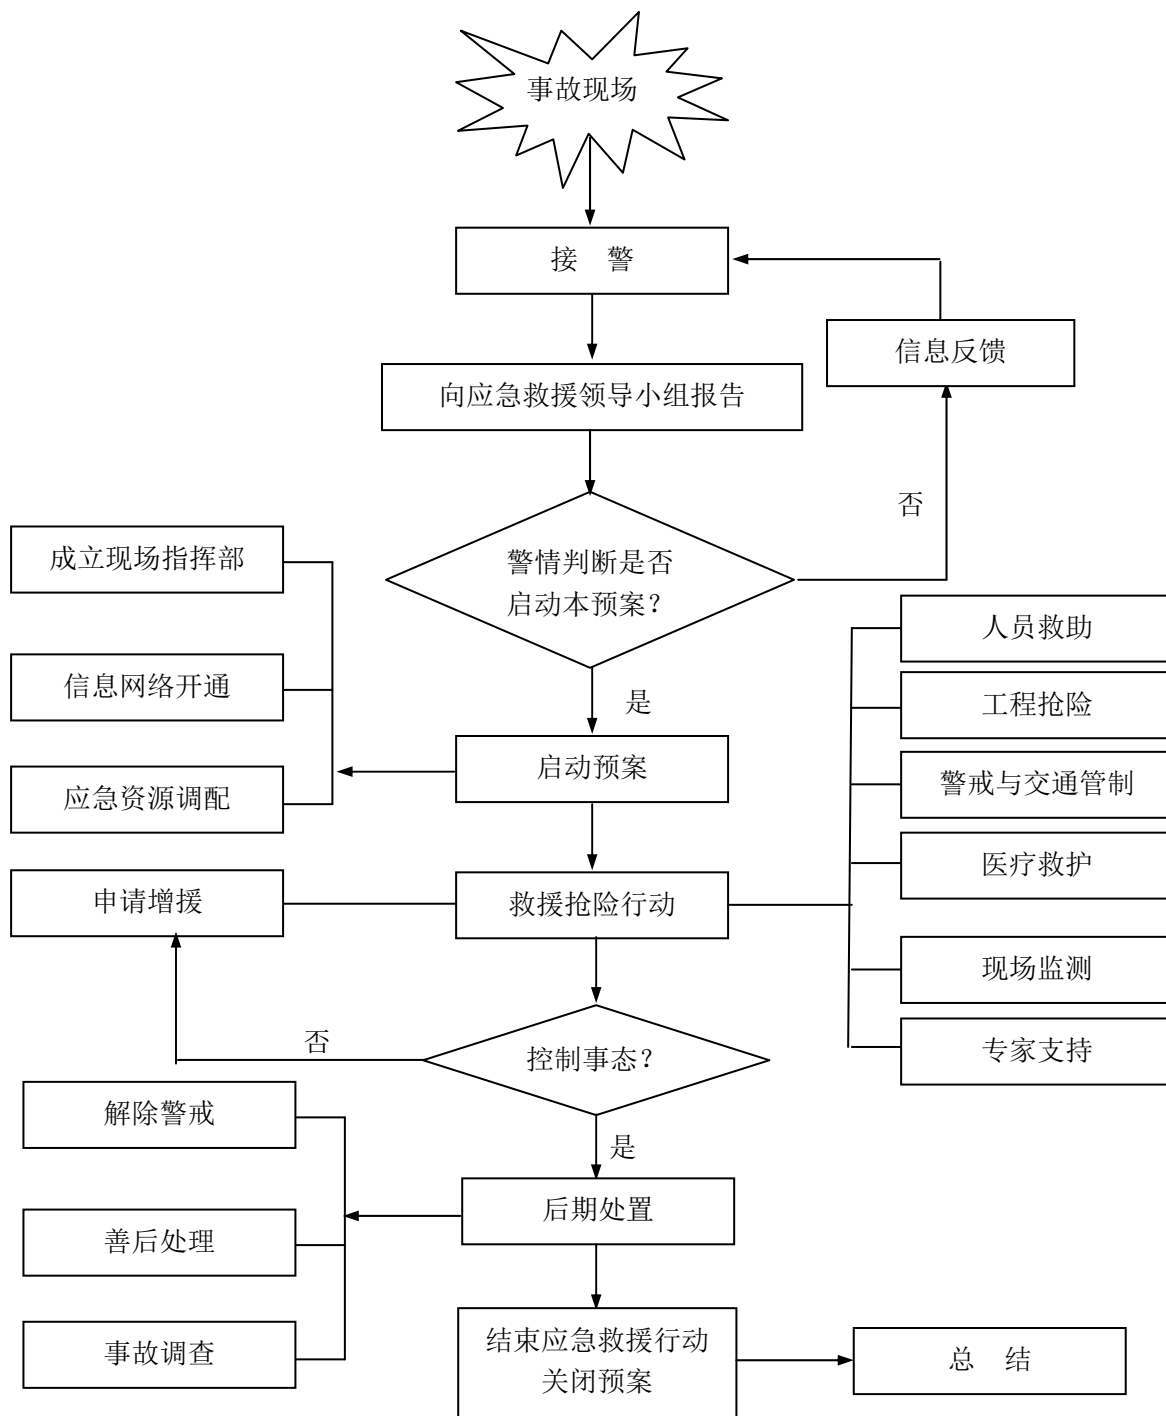 事故现场
接 警
信息反馈
向应急救援领导小组报告
否
警情判断是否
启动本预案？
成立现场指挥部
信息网络开通
应急资源调配
是
启动预案
人员救助
工程抢险
警戒与交通管制
医疗救护
现场监测
专家支持
申请增援
救援抢险行动
否
控制事态？
是
解除警戒
善后处理
事故调查
后期处置
结束应急救援行动
关闭预案
总 结